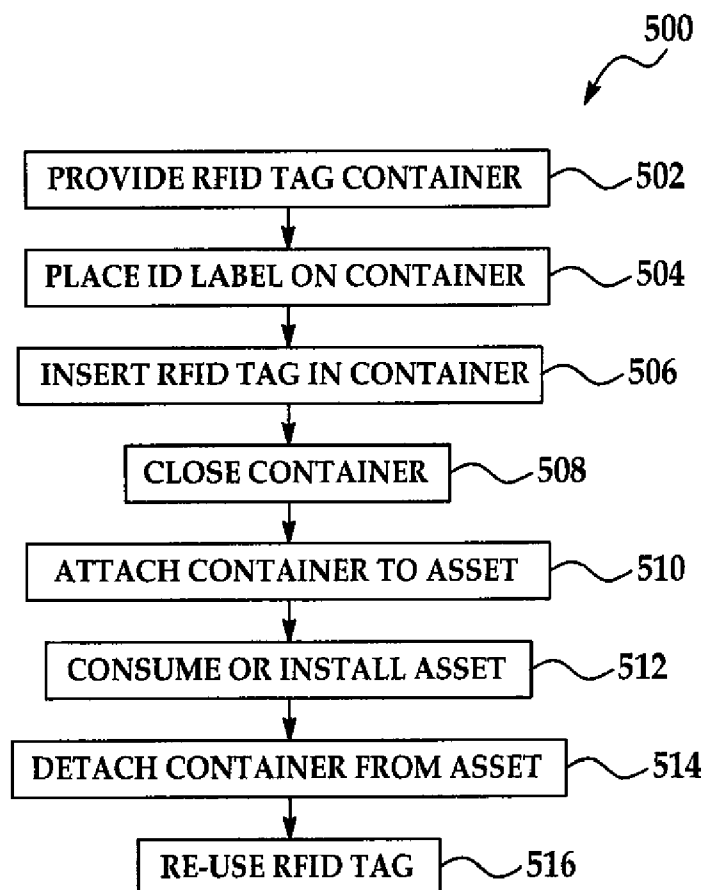 500
PROVIDE RFID TAG CONTAINER 502
PLACE ID LABEL ON CONTAINER 504
INSERT RFID TAG IN CONTAINER 506
CLOSE CONTAINER 508
ATTACH CONTAINER TO ASSET 510
CONSUME OR INSTALL ASSET 512
DETACH CONTAINER FROM ASSET 514
RE-USE RFID TAG 516